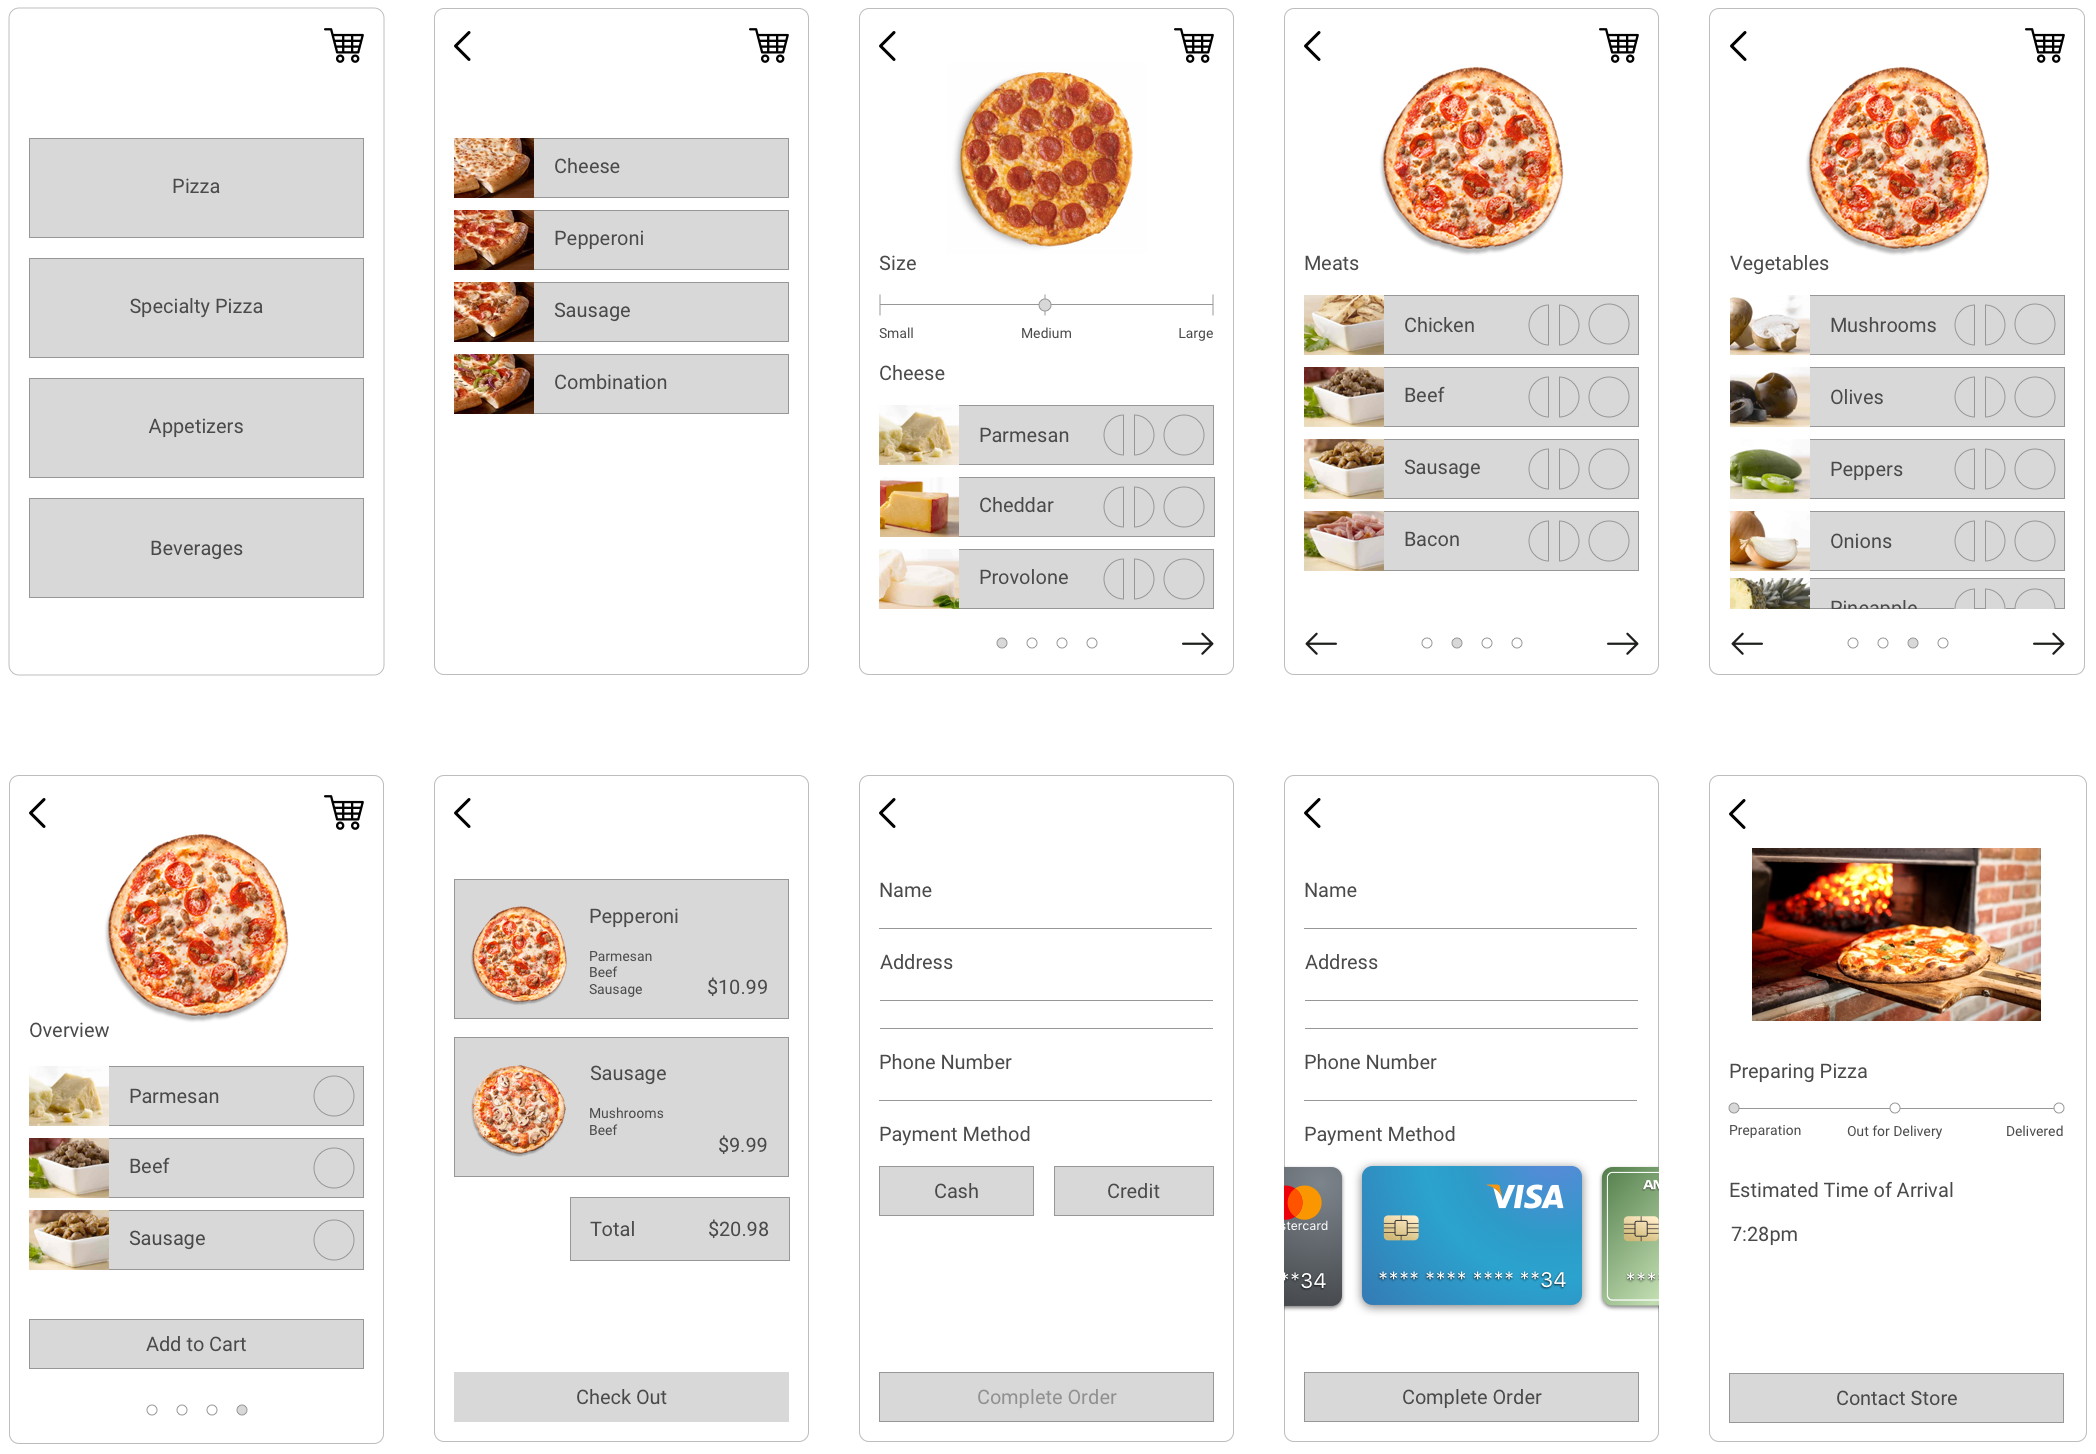 Pizza
Specialty Pizza
Appetizers
Beverages
Cheese
Pepperoni
Sausage
Combination
Size
Small Medium Large
Cheese
Parmesan
Cheddar
Provolone
Meats
Chicken
Beef
Sausage
Bacon
Vegetables
Mushrooms
Olives
Peppers
Onions
Pineapple
Overview
Parmesan
Beef
Sausage
Add to Cart
Pepperoni
Parmesan
Beef
Sausage
$10.99
Sausage
Mushrooms
Beef
$9.99
Total $20.98
Check Out
Name
Address
Phone Number
Payment Method
Cash Credit
Complete Order
Name
Address
Phone Number
Payment Method
stercard
**34
VISA
**** **** **** **34
AM
****
Complete Order
Preparing Pizza
Preparation Out for Delivery Delivered
Estimated Time of Arrival
7:28pm
Contact Store